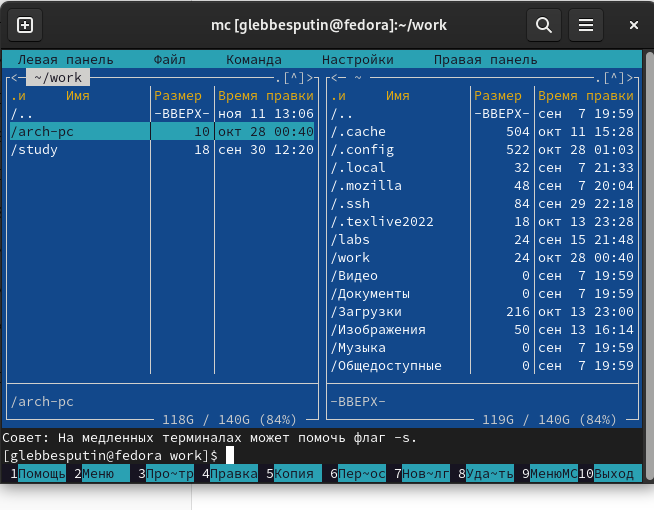 mc [glebbesputin@fedora]:~/work
Левая панель Файл Команда Настройки Правая панель
<─ ~/work .[^]> <─ ~ .[^]>
.и Имя Размер Время правки .и Имя Размер Время правки
/.. -ВВЕРХ- ноя 11 13:06 /.. -ВВЕРХ- сен 7 19:59
/arch-pc 10 окт 28 00:40 /.cache 504 окт 11 15:28
/study 18 сен 30 12:20 /.config 522 окт 28 01:03
/.local 32 сен 7 21:33
/.mozilla 48 сен 7 20:04
/.ssh 84 сен 29 22:18
/.texlive2022 18 окт 13 23:28
/labs 24 сен 15 21:48
/work 24 окт 28 00:40
/Видео 0 сен 7 19:59
/Документы 0 сен 7 19:59
/Загрузки 216 окт 13 23:00
/Изображения 50 сен 13 16:14
/Музыка 0 сен 7 19:59
/Общедоступные 0 сен 7 19:59
/arch-pc -ВВЕРХ-
118G / 140G (84%) 119G / 140G (84%)
Совет: На медленных терминалах может помочь флаг -s.
[glebbesputin@fedora work]$
1Помощь 2Меню 3Про~тр 4Правка 5Копия 6Пер~ос 7Нов~лг 8Уда~ть 9МенюMC 10Выход